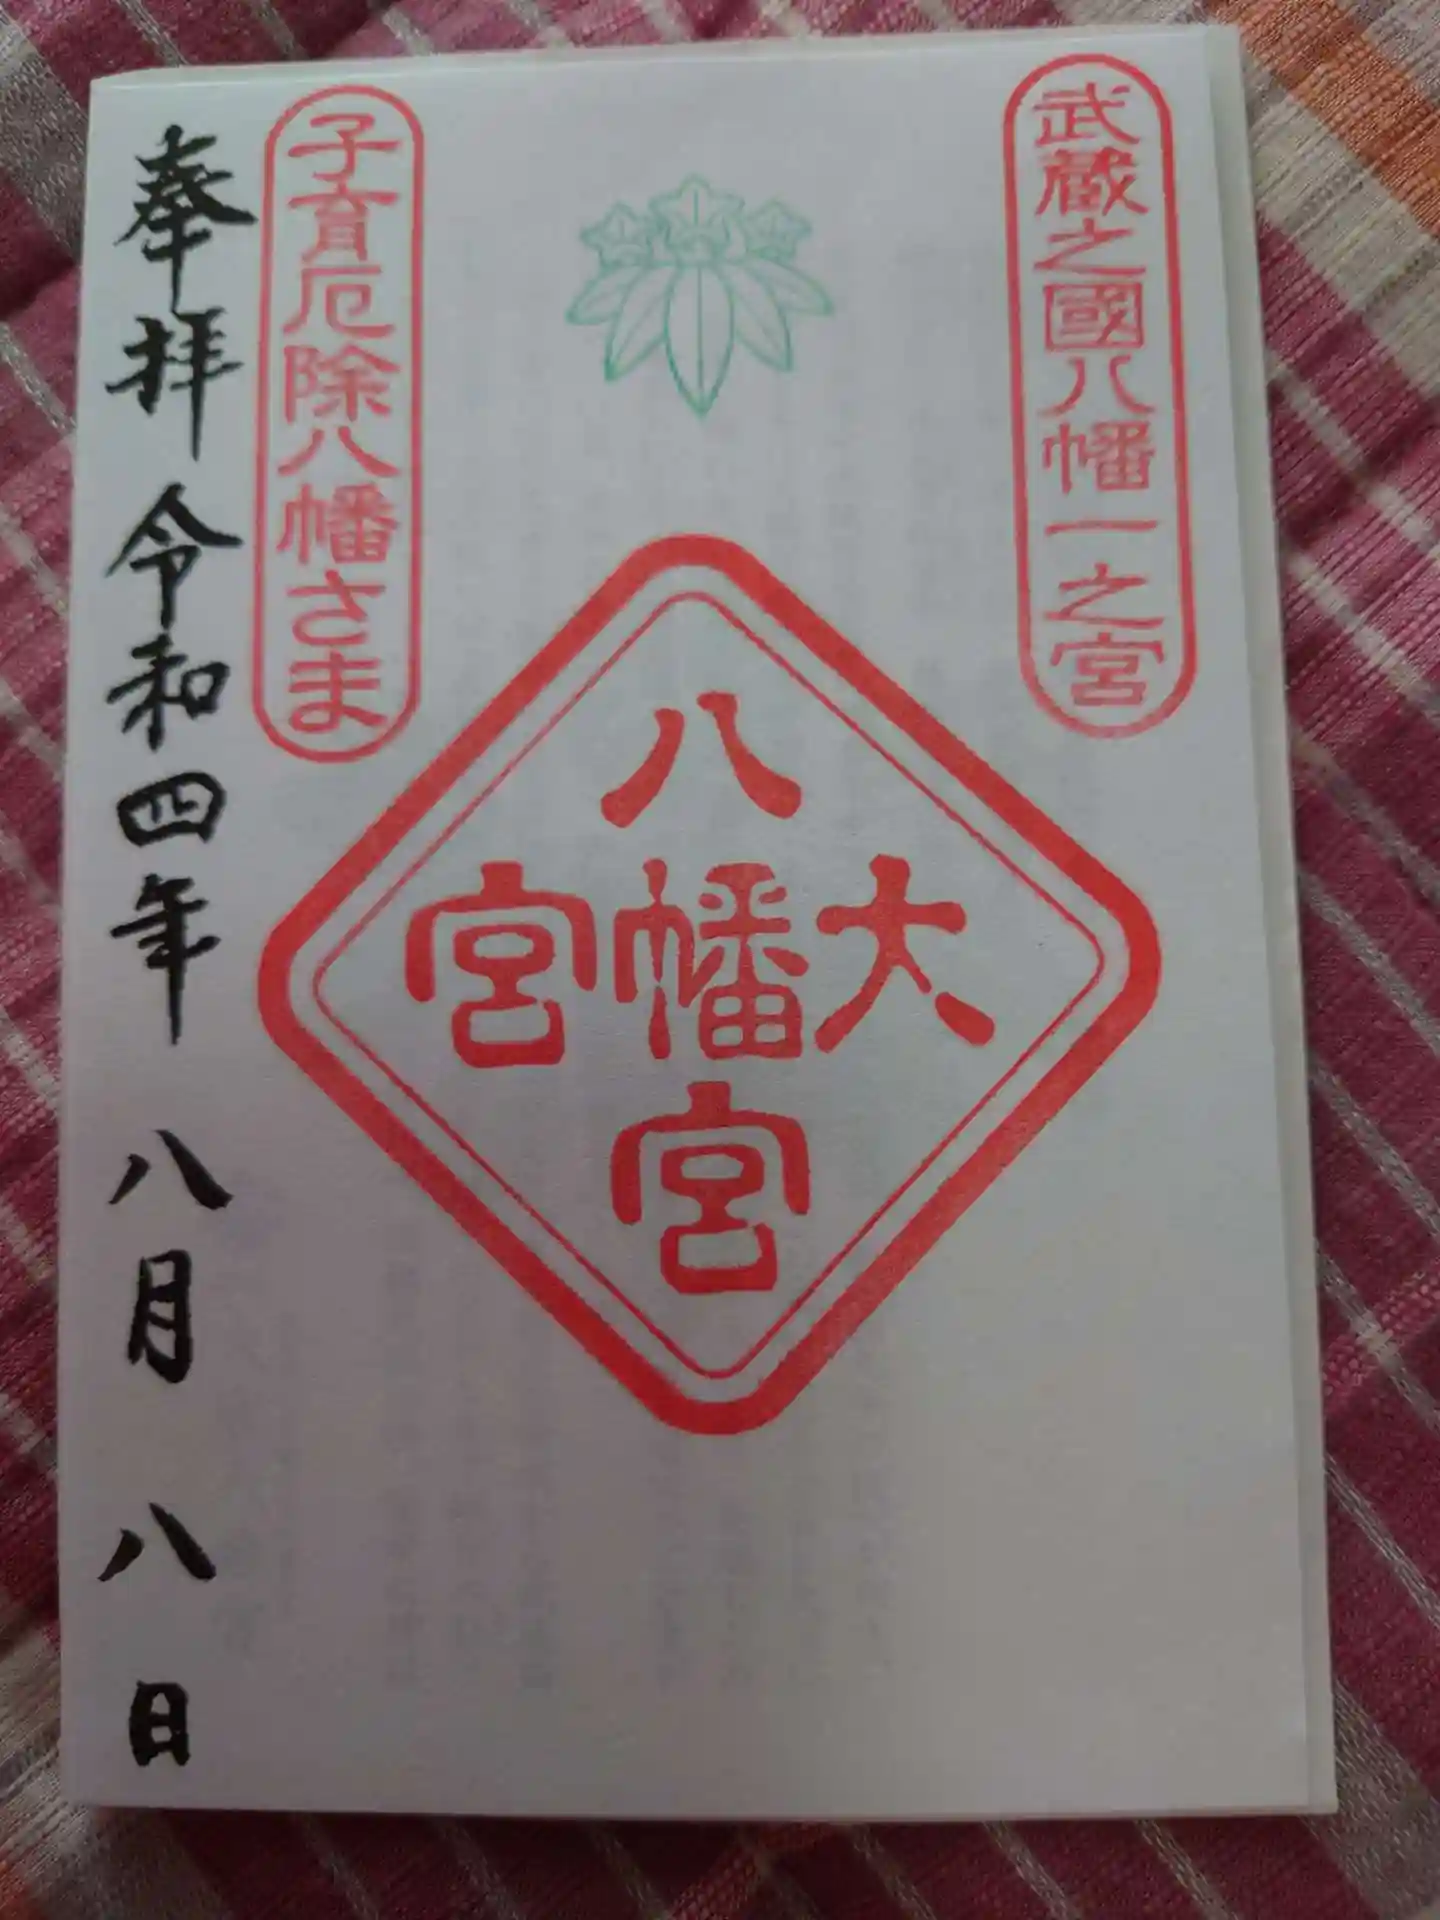 武蔵之國八幡一之宮
八幡宮
大
宮
子育厄除八幡さま
奉拝 令和四年 八月 八日